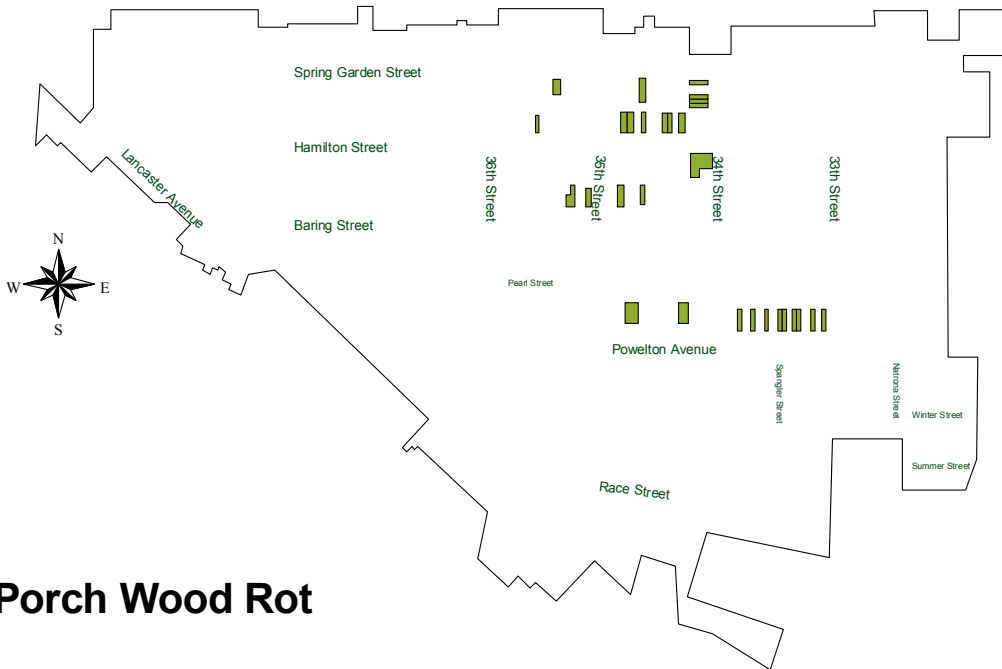 Spring Garden Street
Hamilton Street
Lancaster Avenue
36th Street
35th Street
34th Street
33th Street
Baring Street
N
W E
S
Pearl Street
Powelton Avenue
Spangler Street
Natrona Street
Winter Street
Summer Street
Race Street
Porch Wood Rot